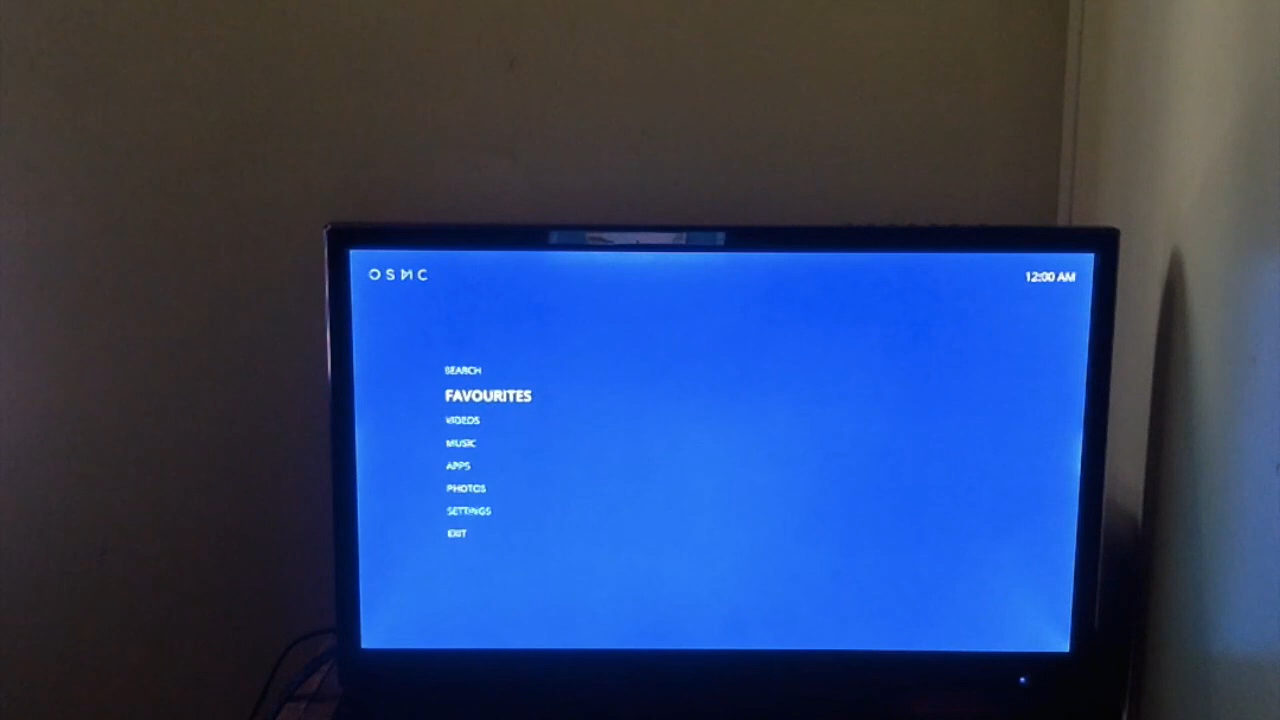 OSMC
12:00 AM
SEARCH
FAVOURITES
VIDEOS
MUSIC
APPS
PHOTOS
SETTINGS
EXIT